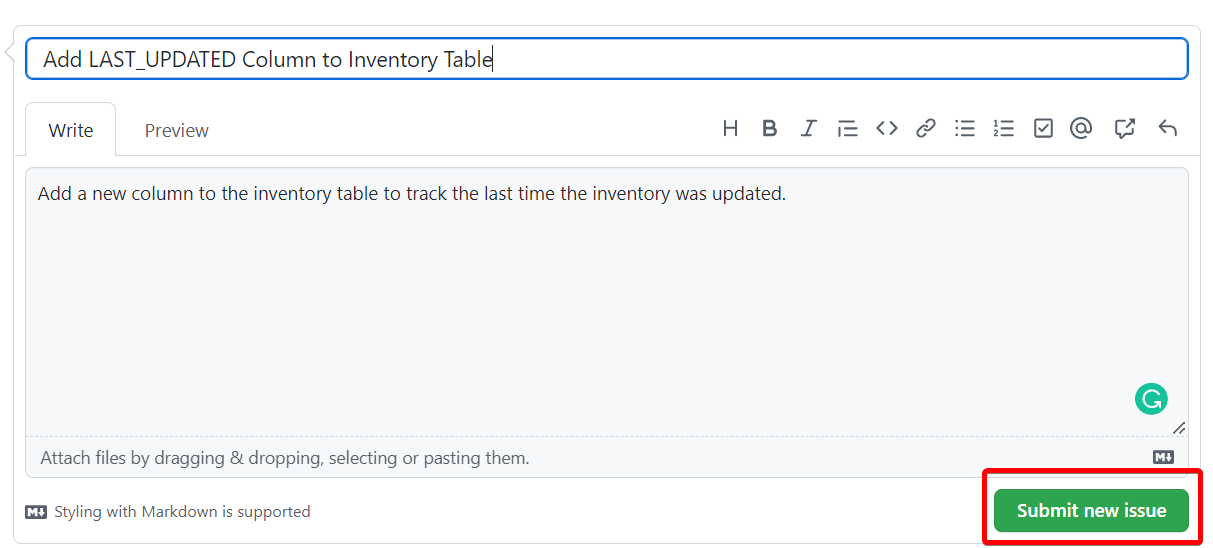 Add LAST_UPDATED Column to Inventory Table
Write Preview
Add a new column to the inventory table to track the last time the inventory was updated.
Attach files by dragging & dropping, selecting or pasting them.
Styling with Markdown is supported
Submit new issue